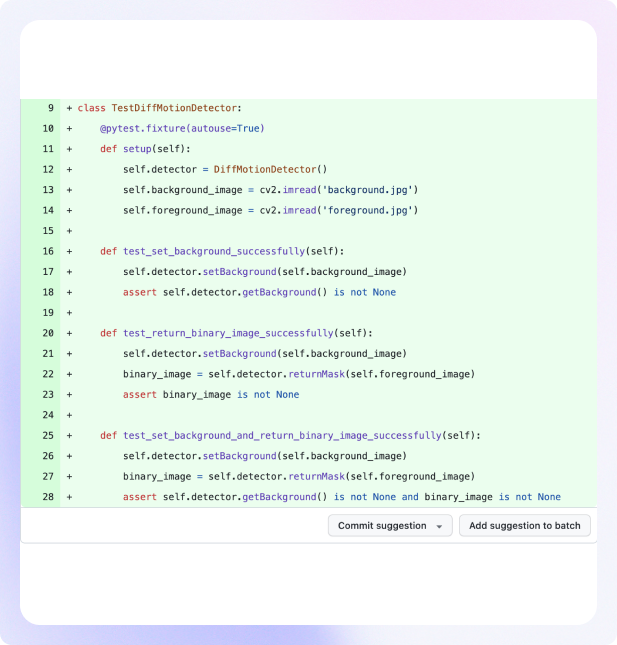 9 + class TestDiffMotionDetector:
10 + @pytest.fixture(autouse=True)
11 + def setup(self):
12 + self.detector = DiffMotionDetector()
13 + self.background_image = cv2.imread('background.jpg')
14 + self.foreground_image = cv2.imread('foreground.jpg')
15 +
16 + def test_set_background_successfully(self):
17 + self.detector.setBackground(self.background_image)
18 + assert self.detector.getBackground() is not None
19 +
20 + def test_return_binary_image_successfully(self):
21 + self.detector.setBackground(self.background_image)
22 + binary_image = self.detector.returnMask(self.foreground_image)
23 + assert binary_image is not None
24 +
25 + def test_set_background_and_return_binary_image_successfully(self):
26 + self.detector.setBackground(self.background_image)
27 + binary_image = self.detector.returnMask(self.foreground_image)
28 + assert self.detector.getBackground() is not None and binary_image is not None
Commit suggestion Add suggestion to batch